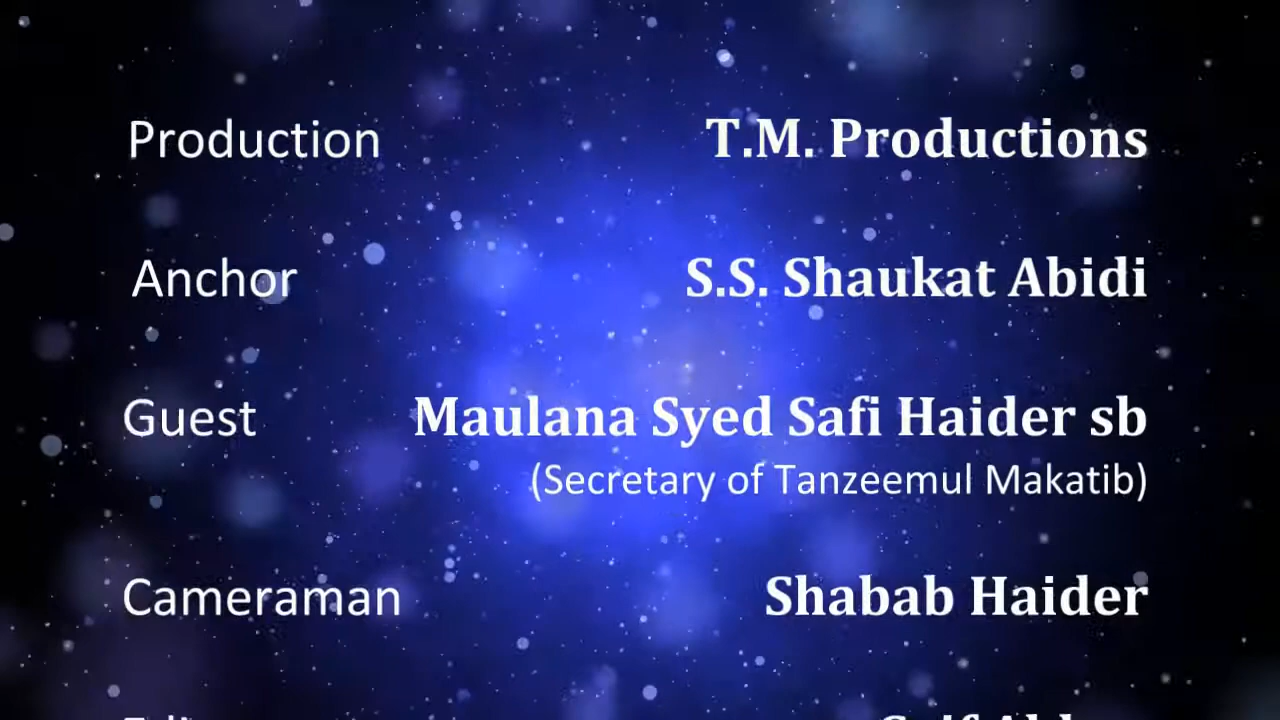 Production T.M. Productions
Anchor S.S. Shaukat Abidi
Guest Maulana Syed Safi Haider sb
(Secretary of Tanzeemul Makatib)
Cameraman Shabab Haider